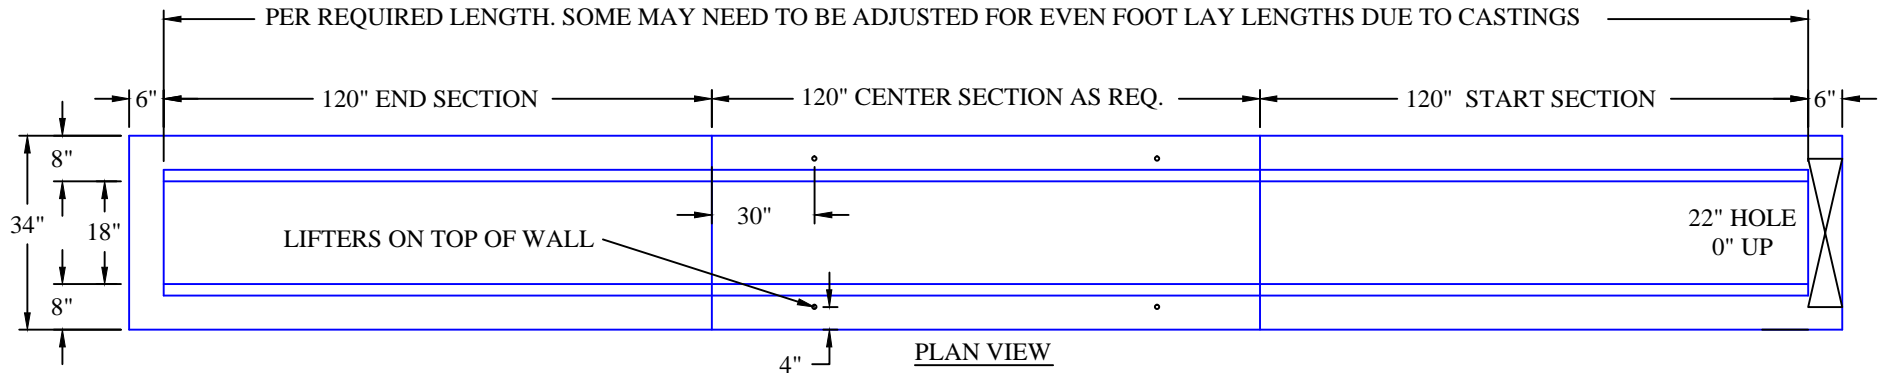 PER REQUIRED LENGTH. SOME MAY NEED TO BE ADJUSTED FOR EVEN FOOT LAY LENGTHS DUE TO CASTINGS
6" 120" END SECTION 120" CENTER SECTION AS REQ. 120" START SECTION 6"
8"
34" 18" 30" 22" HOLE
0" UP
LIFTERS ON TOP OF WALL
8"
4" PLAN VIEW